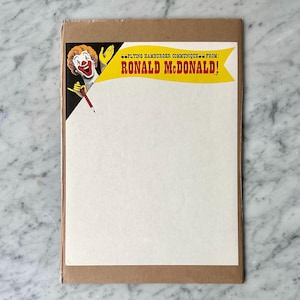 FLYING HAMBURGER COMMUNIQUE FROM:
RONALD McDONALD!